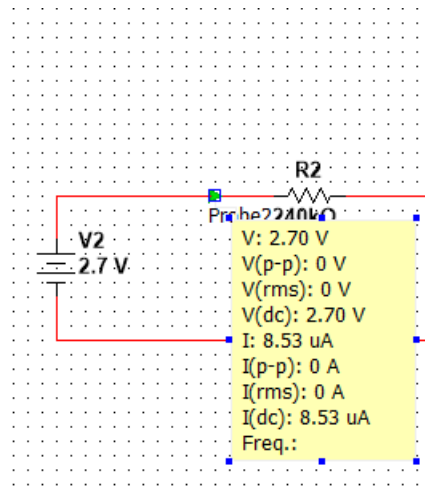 R2
Probe2240kΩ
V2
2.7 V
V: 2.70 V
V(p-p): 0 V
V(rms): 0 V
V(dc): 2.70 V
I: 8.53 uA
I(p-p): 0 A
I(rms): 0 A
I(dc): 8.53 uA
Freq.: